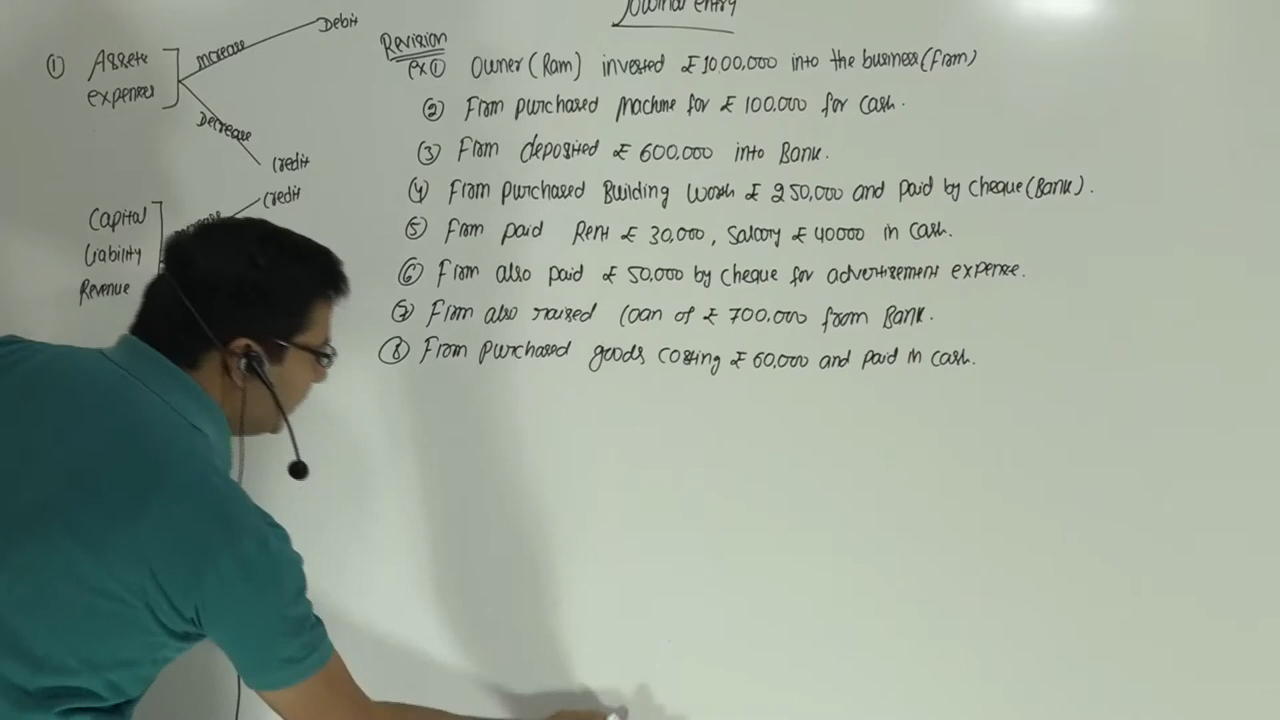 Journal entry
① Assets
expenses
increase
Debit
Decrease
credit
Capital
Liability
Revenue
credit
Revision
ex① Owner (Ram) invested £10,00,000 into the business (firm)
② Firm purchased Machine for £ 100,000 for cash.
③ Firm deposited £ 600,000 into Bank.
④ Firm purchased Building worth £ 250,000 and paid by cheque (Bank).
⑤ Firm paid Rent £ 30,000, Salary £ 40000 in cash.
⑥ Firm also paid £ 50,000 by cheque for advertisement expense.
⑦ Firm also raised loan of £ 700,000 from Bank.
⑧ Firm purchased goods costing £ 60,000 and paid in cash.